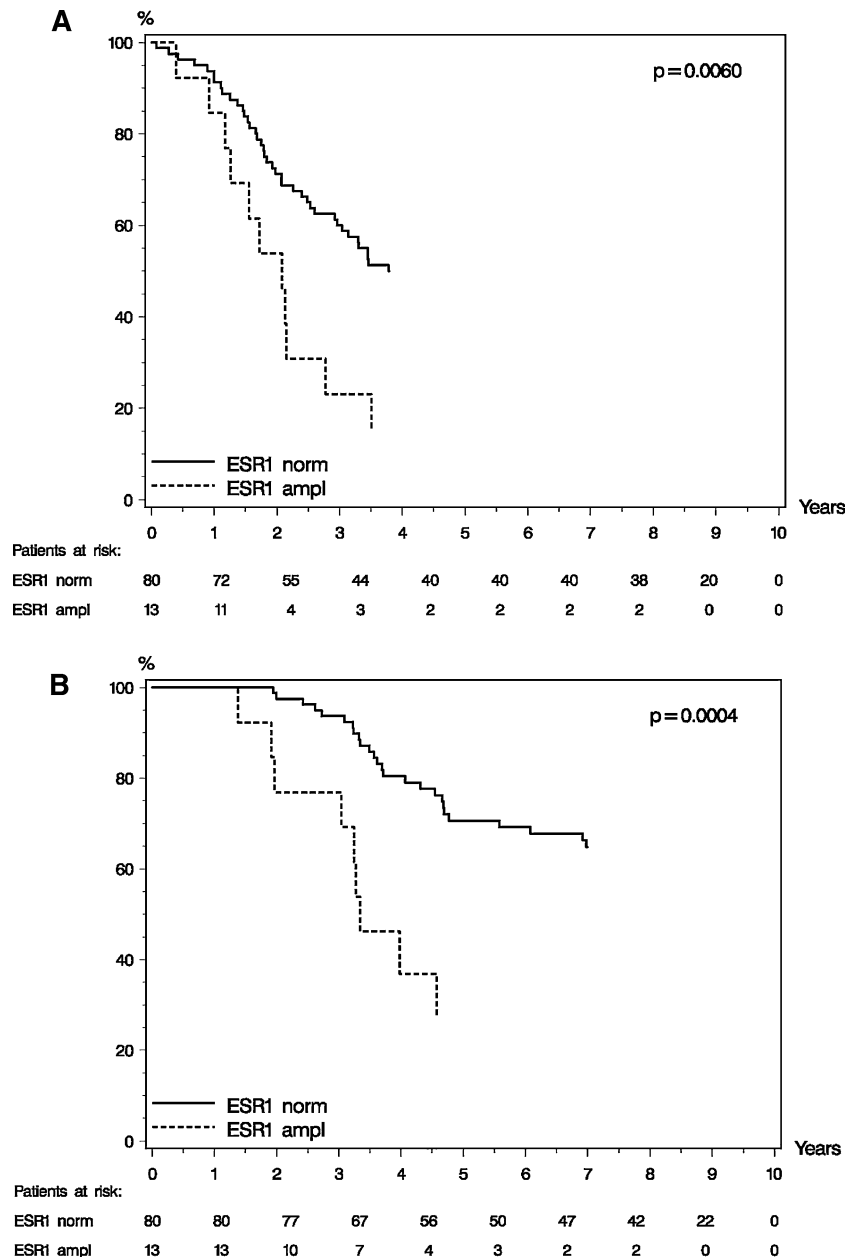 A
%
100
p=0.0060
80
60
40
20
ESR1 norm
ESR1 ampl
0
Years
0 1 2 3 4 5 6 7 8 9 10
Patients at risk:
ESR1 norm 80 72 55 44 40 40 40 38 20 0
ESR1 ampl 13 11 4 3 2 2 2 2 0 0
B
%
100
p=0.0004
80
60
40
20
ESR1 norm
ESR1 ampl
0
Years
0 1 2 3 4 5 6 7 8 9 10
Patients at risk:
ESR1 norm 80 80 77 67 56 50 47 42 22 0
ESR1 ampl 13 13 10 7 4 3 2 2 0 0